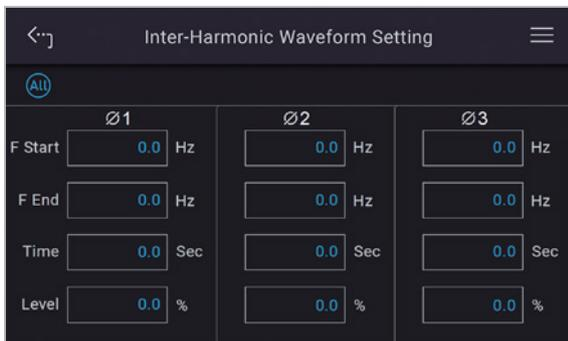 Inter-Harmonic Waveform Setting
All
Ø1 Ø2 Ø3
F Start 0.0 Hz 0.0 Hz 0.0 Hz
F End 0.0 Hz 0.0 Hz 0.0 Hz
Time 0.0 Sec 0.0 Sec 0.0 Sec
Level 0.0 % 0.0 % 0.0 %